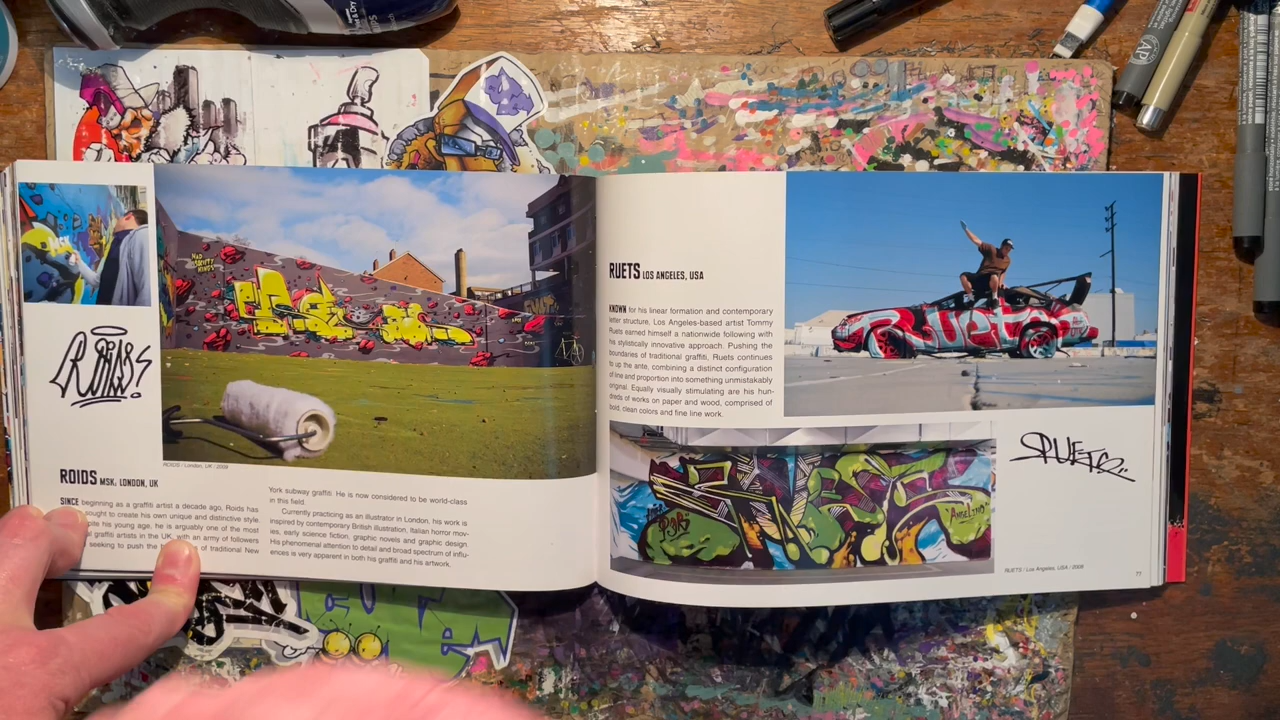 ROIDS MSK, LONDON, UK
SINCE beginning as a graffiti artist a decade ago, Roids has
sought to create his own unique and distinctive style.
his young age, he is arguably one of the most
graffiti artists in the UK, with an army of followers
seeking to push the of traditional New
York subway graffiti. He is now considered to be world-class
in this field.
Currently practicing as an illustrator in London, his work is
inspired by contemporary British illustration, Italian horror mov-
ies, early science fiction, graphic novels and graphic design.
His phenomenal attention to detail and broad spectrum of influ-
ences is very apparent in both his graffiti and his artwork.
ROIDS / London, UK / 2009
MAD
SOCIETY
KINGS
ROIDS
RUETS LOS ANGELES, USA
KNOWN for his linear formation and contemporary
letter structure, Los Angeles-based artist Tommy
Ruets earned himself a nationwide following with
his stylistically innovative approach. Pushing the
boundaries of traditional graffiti, Ruets continues
to up the ante, combining a distinct configuration
of line and proportion into something unmistakably
original. Equally visually stimulating are his hun-
dreds of works on paper and wood, comprised of
bold, clean colors and fine line work.
Ruets
RUETS
ANGELINO
RUETS / Los Angeles, USA / 2008
77